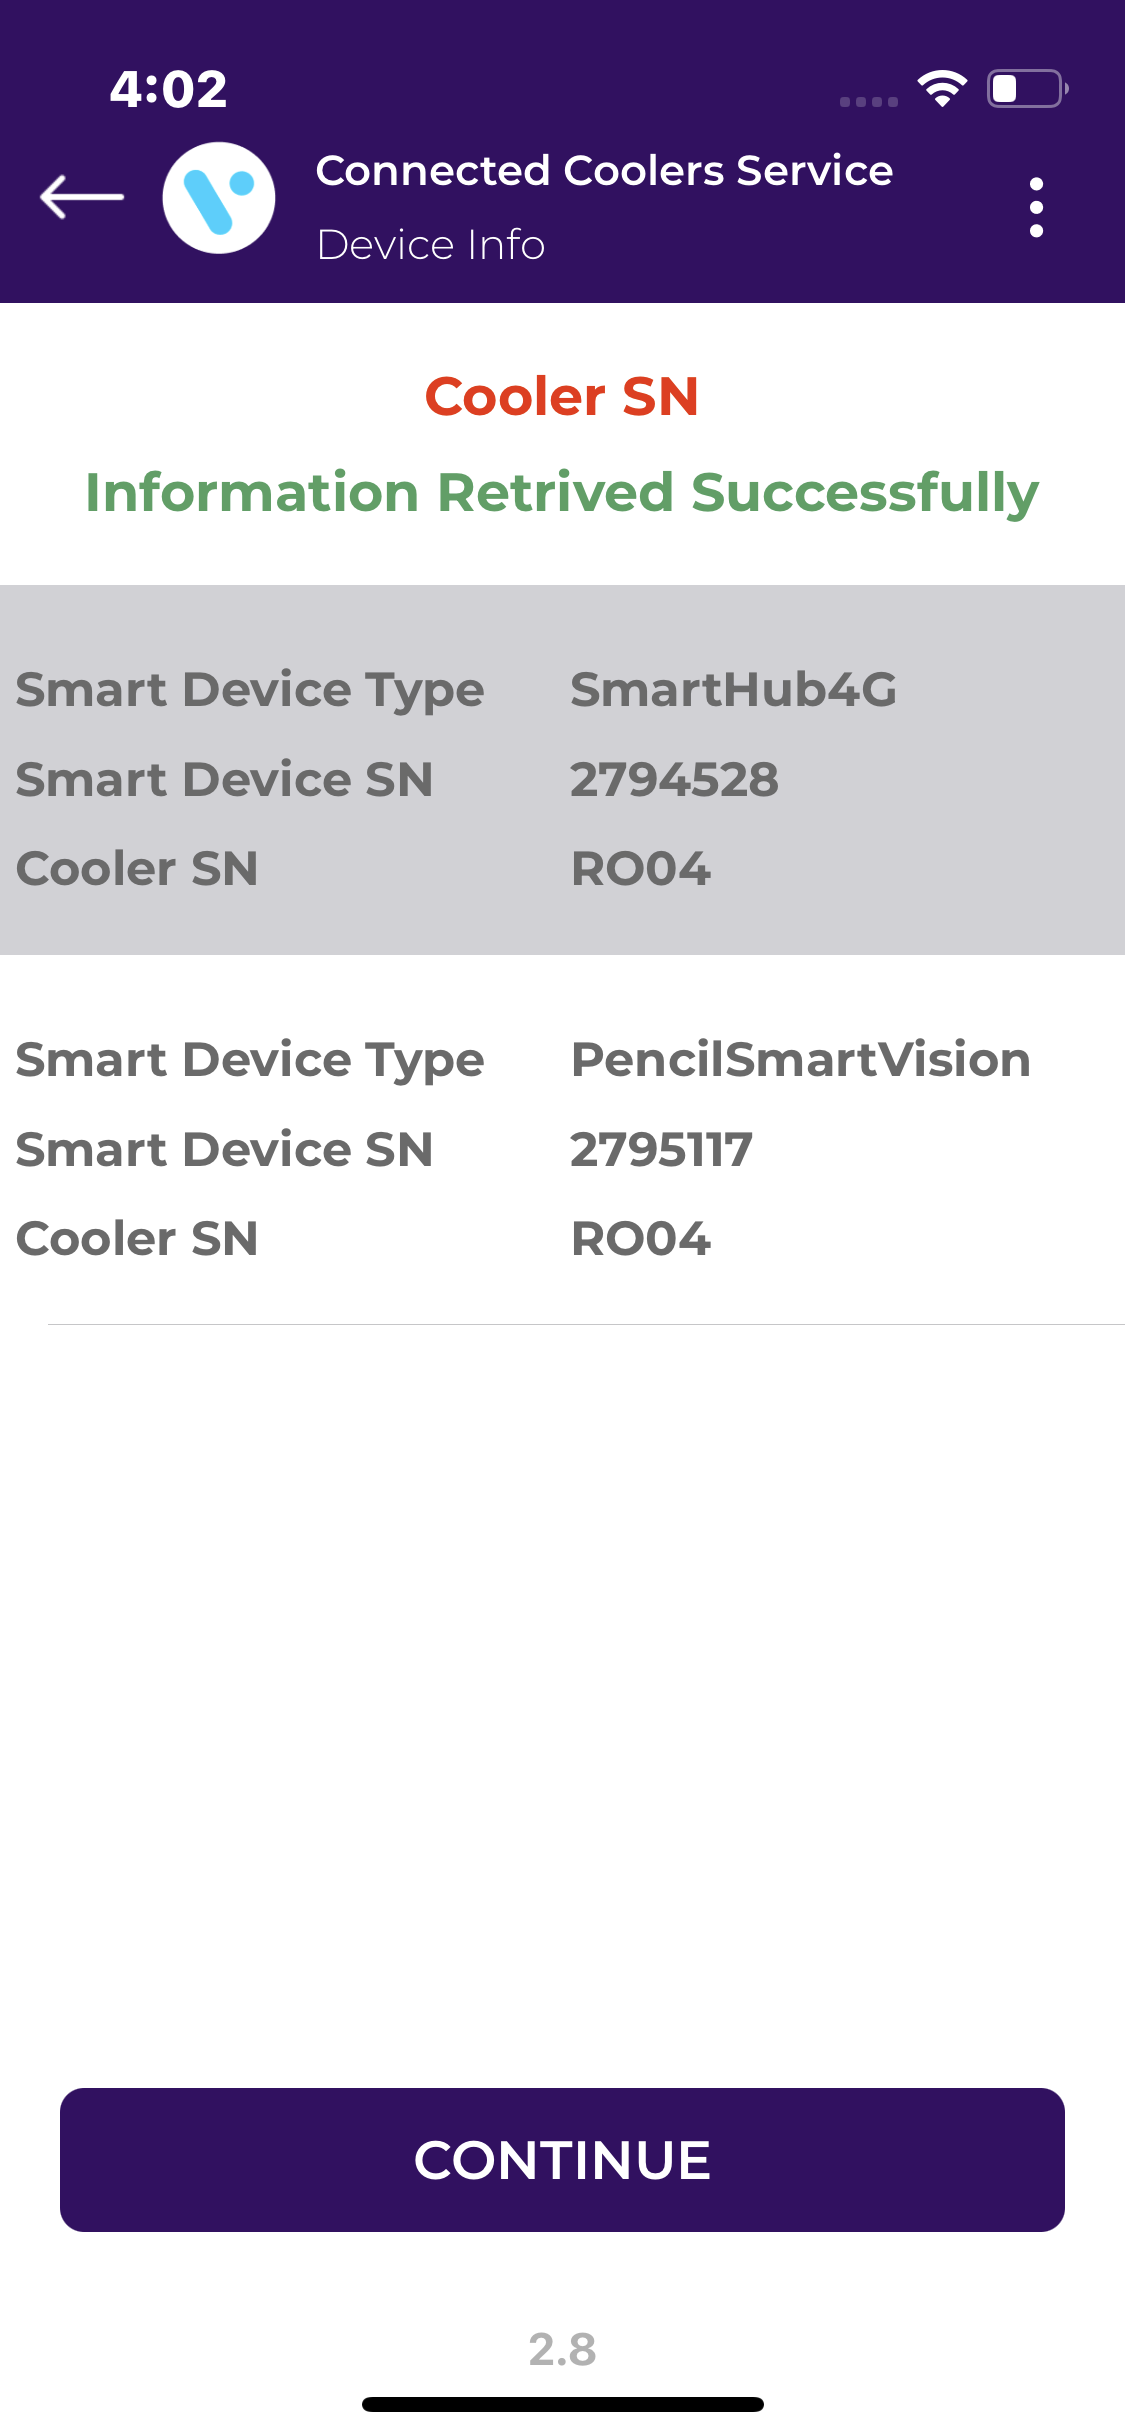 4:02
Connected Coolers Service
Device Info
Cooler SN
Information Retrived Successfully
Smart Device Type SmartHub4G
Smart Device SN 2794528
Cooler SN RO04
Smart Device Type PencilSmartVision
Smart Device SN 2795117
Cooler SN RO04
CONTINUE
2.8